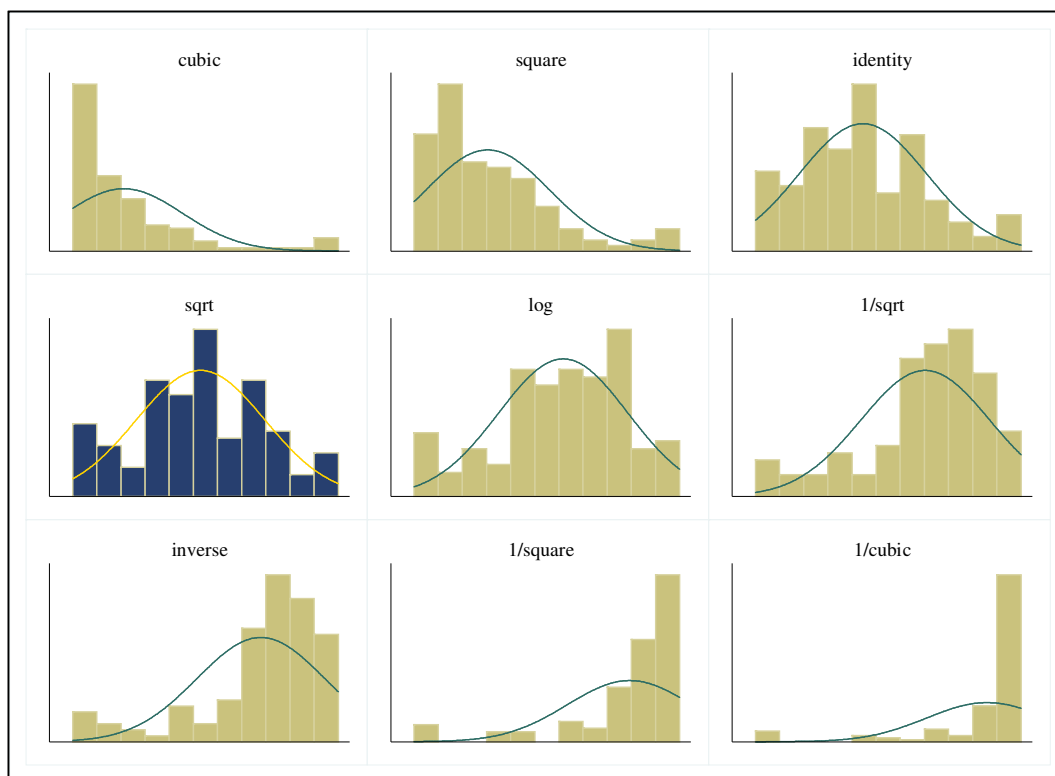 cubic
square
identity
sqrt
log
1/sqrt
inverse
1/square
1/cubic